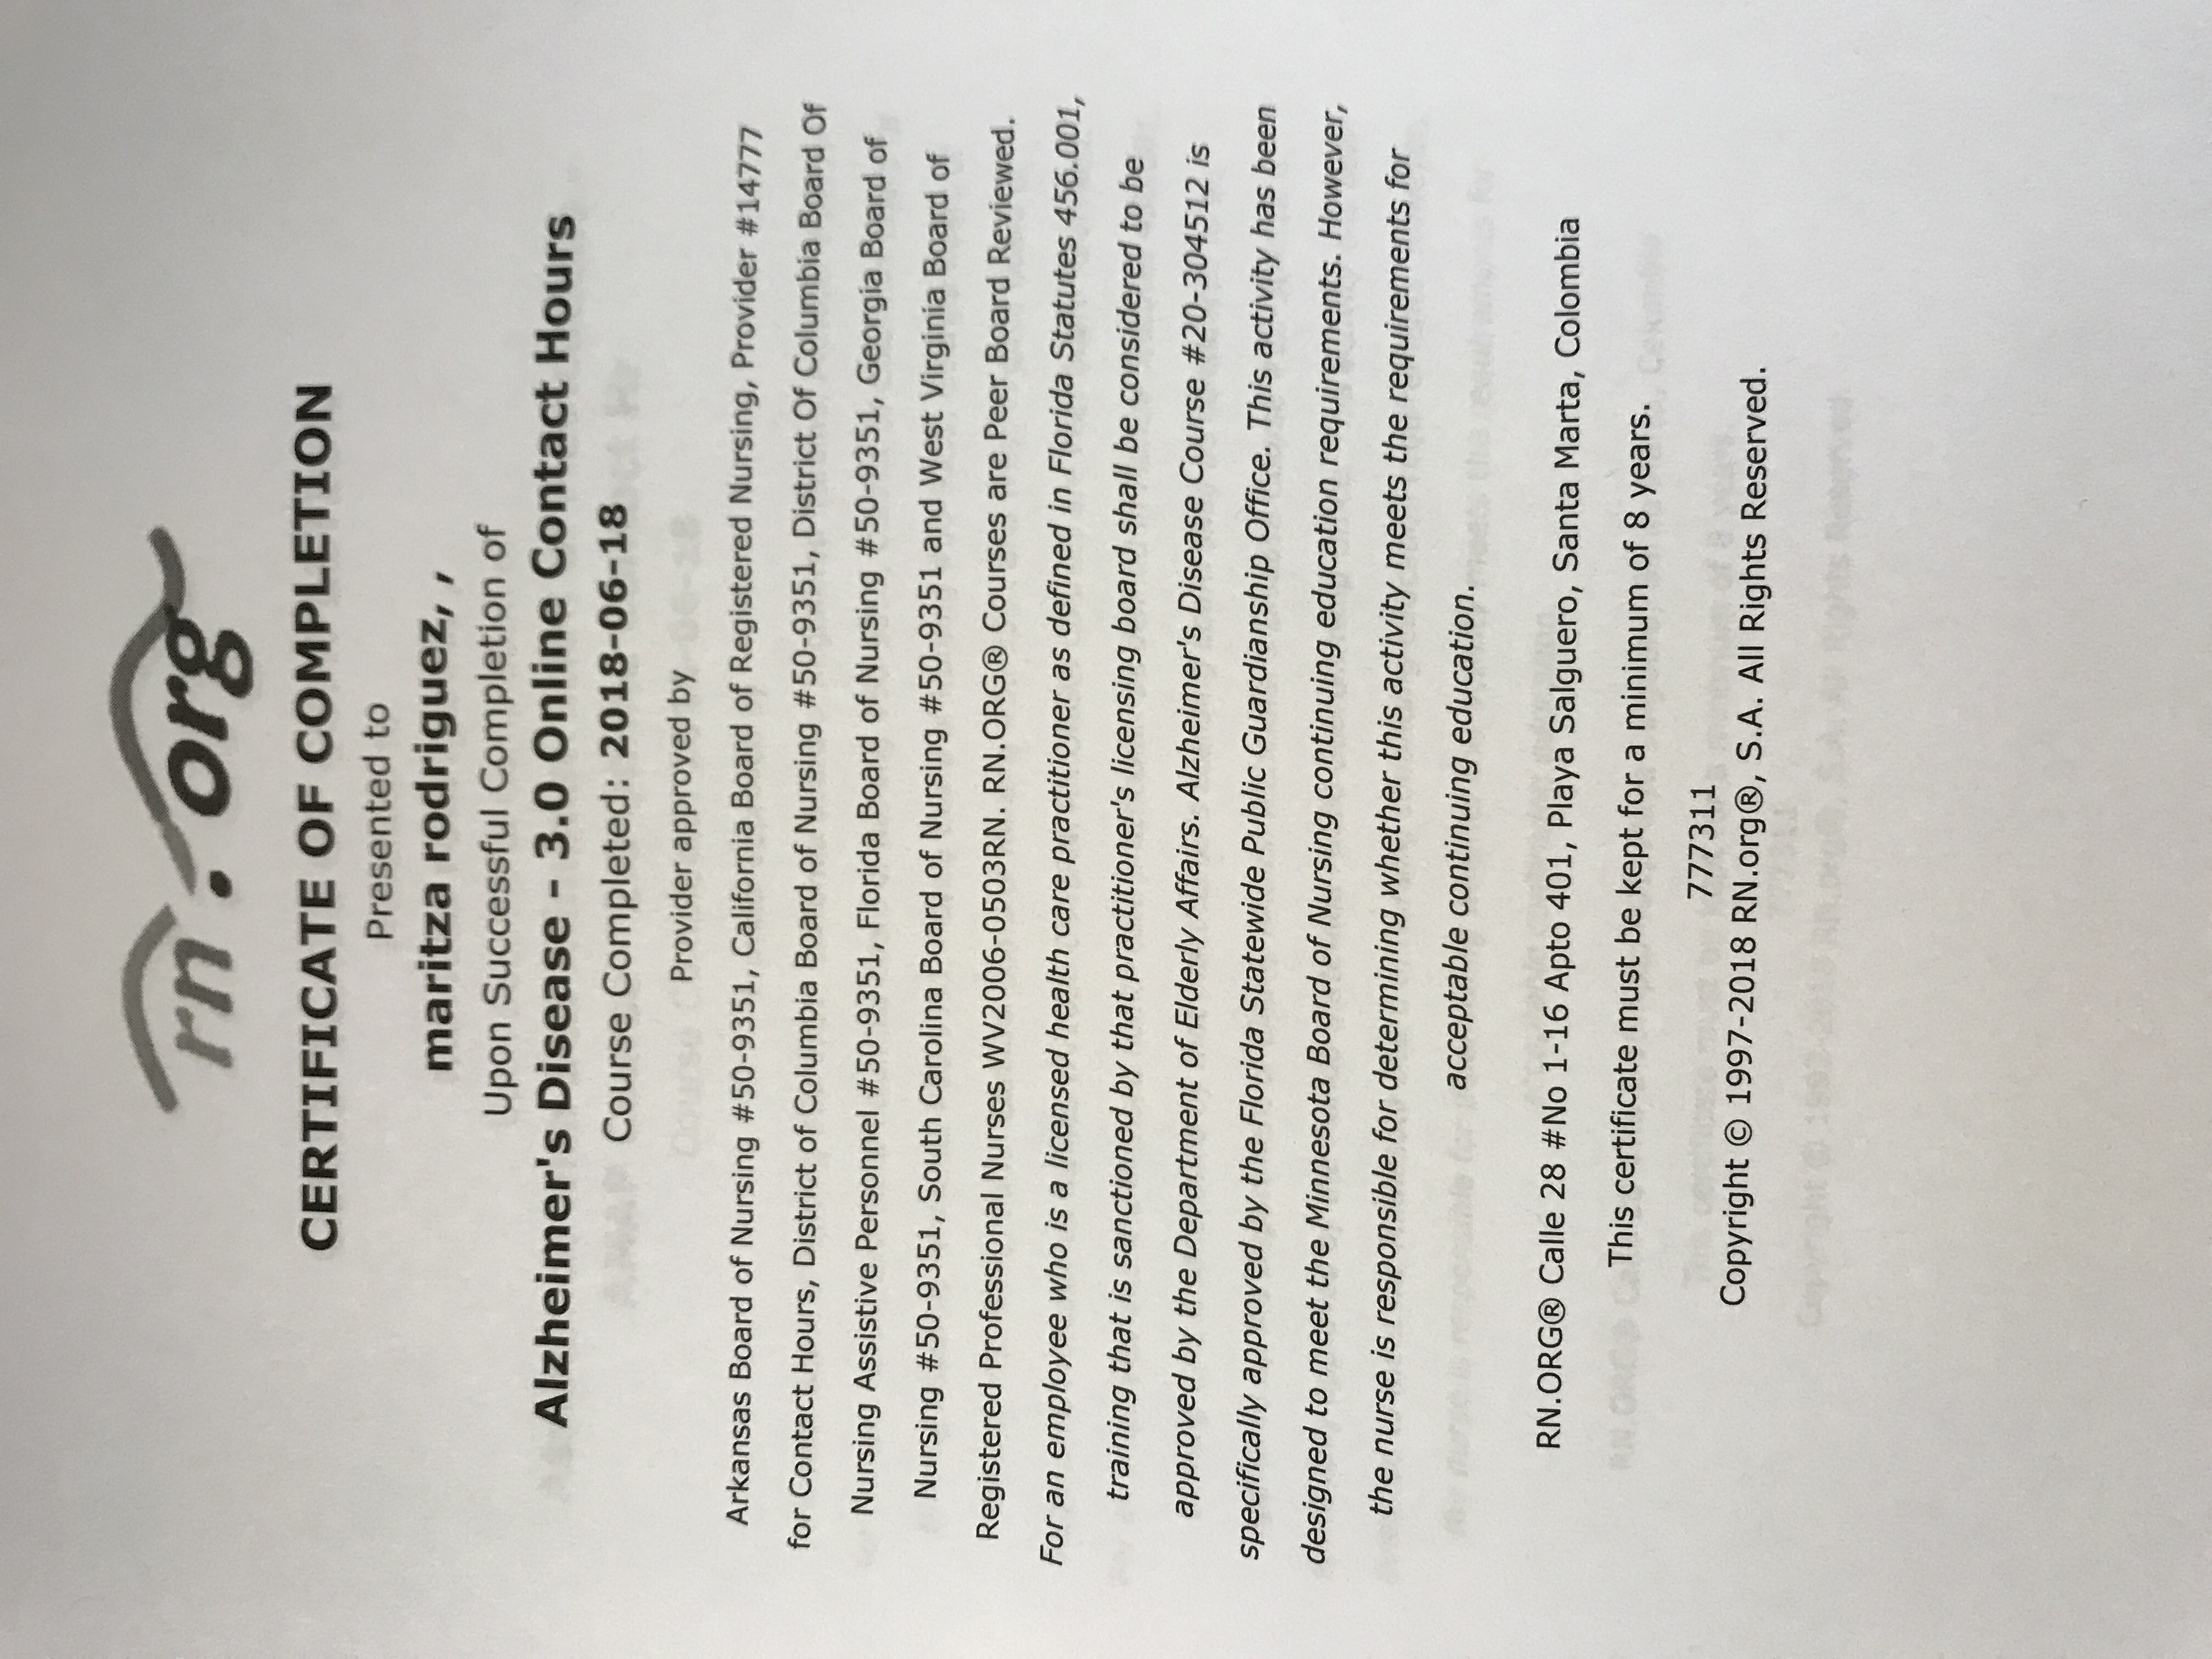 rn.org
CERTIFICATE OF COMPLETION
Presented to
maritza rodriguez, ,
Upon Successful Completion of
Alzheimer's Disease - 3.0 Online Contact Hours
Course Completed: 2018-06-18
Provider approved by
Arkansas Board of Nursing #50-9351, California Board of Registered Nursing, Provider #14777
for Contact Hours, District of Columbia Board of Nursing #50-9351, District Of Columbia Board Of
Nursing Assistive Personnel #50-9351, Florida Board of Nursing #50-9351, Georgia Board of
Nursing #50-9351, South Carolina Board of Nursing #50-9351 and West Virginia Board of
Registered Professional Nurses WV2006-0503RN. RN.ORG® Courses are Peer Board Reviewed.
For an employee who is a licensed health care practitioner as defined in Florida Statutes 456.001,
training that is sanctioned by that practitioner's licensing board shall be considered to be
approved by the Department of Elderly Affairs. Alzheimer's Disease Course #20-304512 is
specifically approved by the Florida Statewide Public Guardianship Office. This activity has been
designed to meet the Minnesota Board of Nursing continuing education requirements. However,
the nurse is responsible for determining whether this activity meets the requirements for
acceptable continuing education.
RN.ORG® Calle 28 #No 1-16 Apto 401, Playa Salguero, Santa Marta, Colombia
This certificate must be kept for a minimum of 8 years.
777311
Copyright © 1997-2018 RN.org®, S.A. All Rights Reserved.